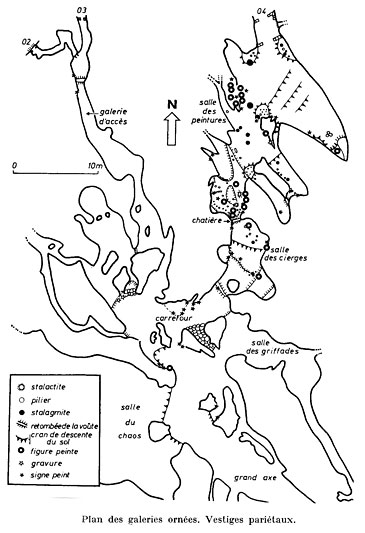 03
04
02
galerie
d'accès
N
salle
des
peintures
0 10m
chatière
salle
des cierges
carrefour
salle
des griffades
stalactite
pilier
stalagmite
retombée de la voûte
cran de descente
du sol
figure peinte
gravure
signe peint
salle
du
chaos
grand axe
Plan des galeries ornées. Vestiges pariétaux.